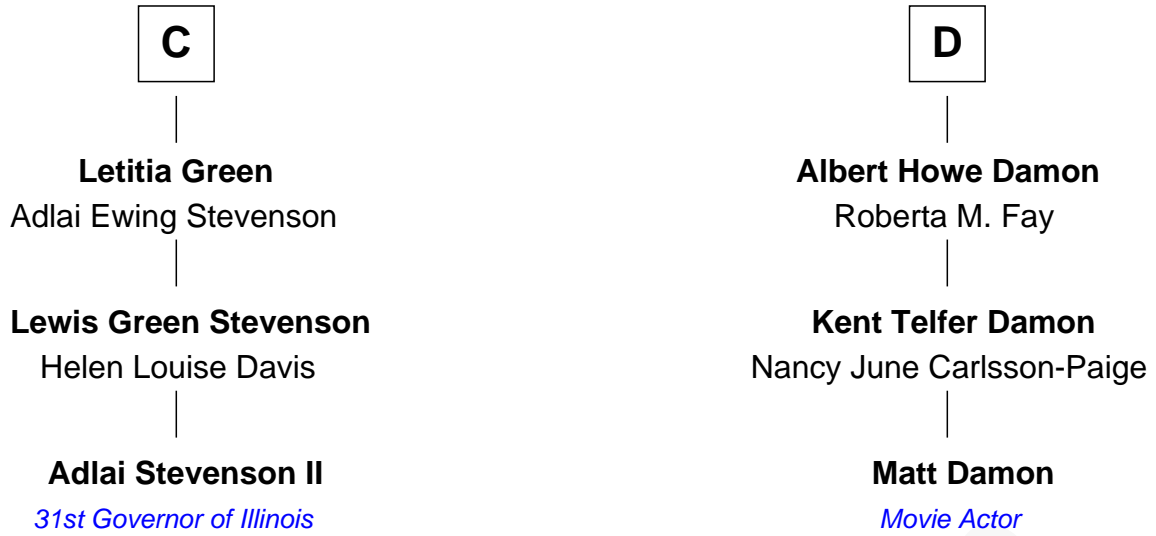 C
Letitia Green
Adlai Ewing Stevenson
Lewis Green Stevenson
Helen Louise Davis
Adlai Stevenson II
31st Governor of Illinois
D
Albert Howe Damon
Roberta M. Fay
Kent Telfer Damon
Nancy June Carlsson-Paige
Matt Damon
Movie Actor